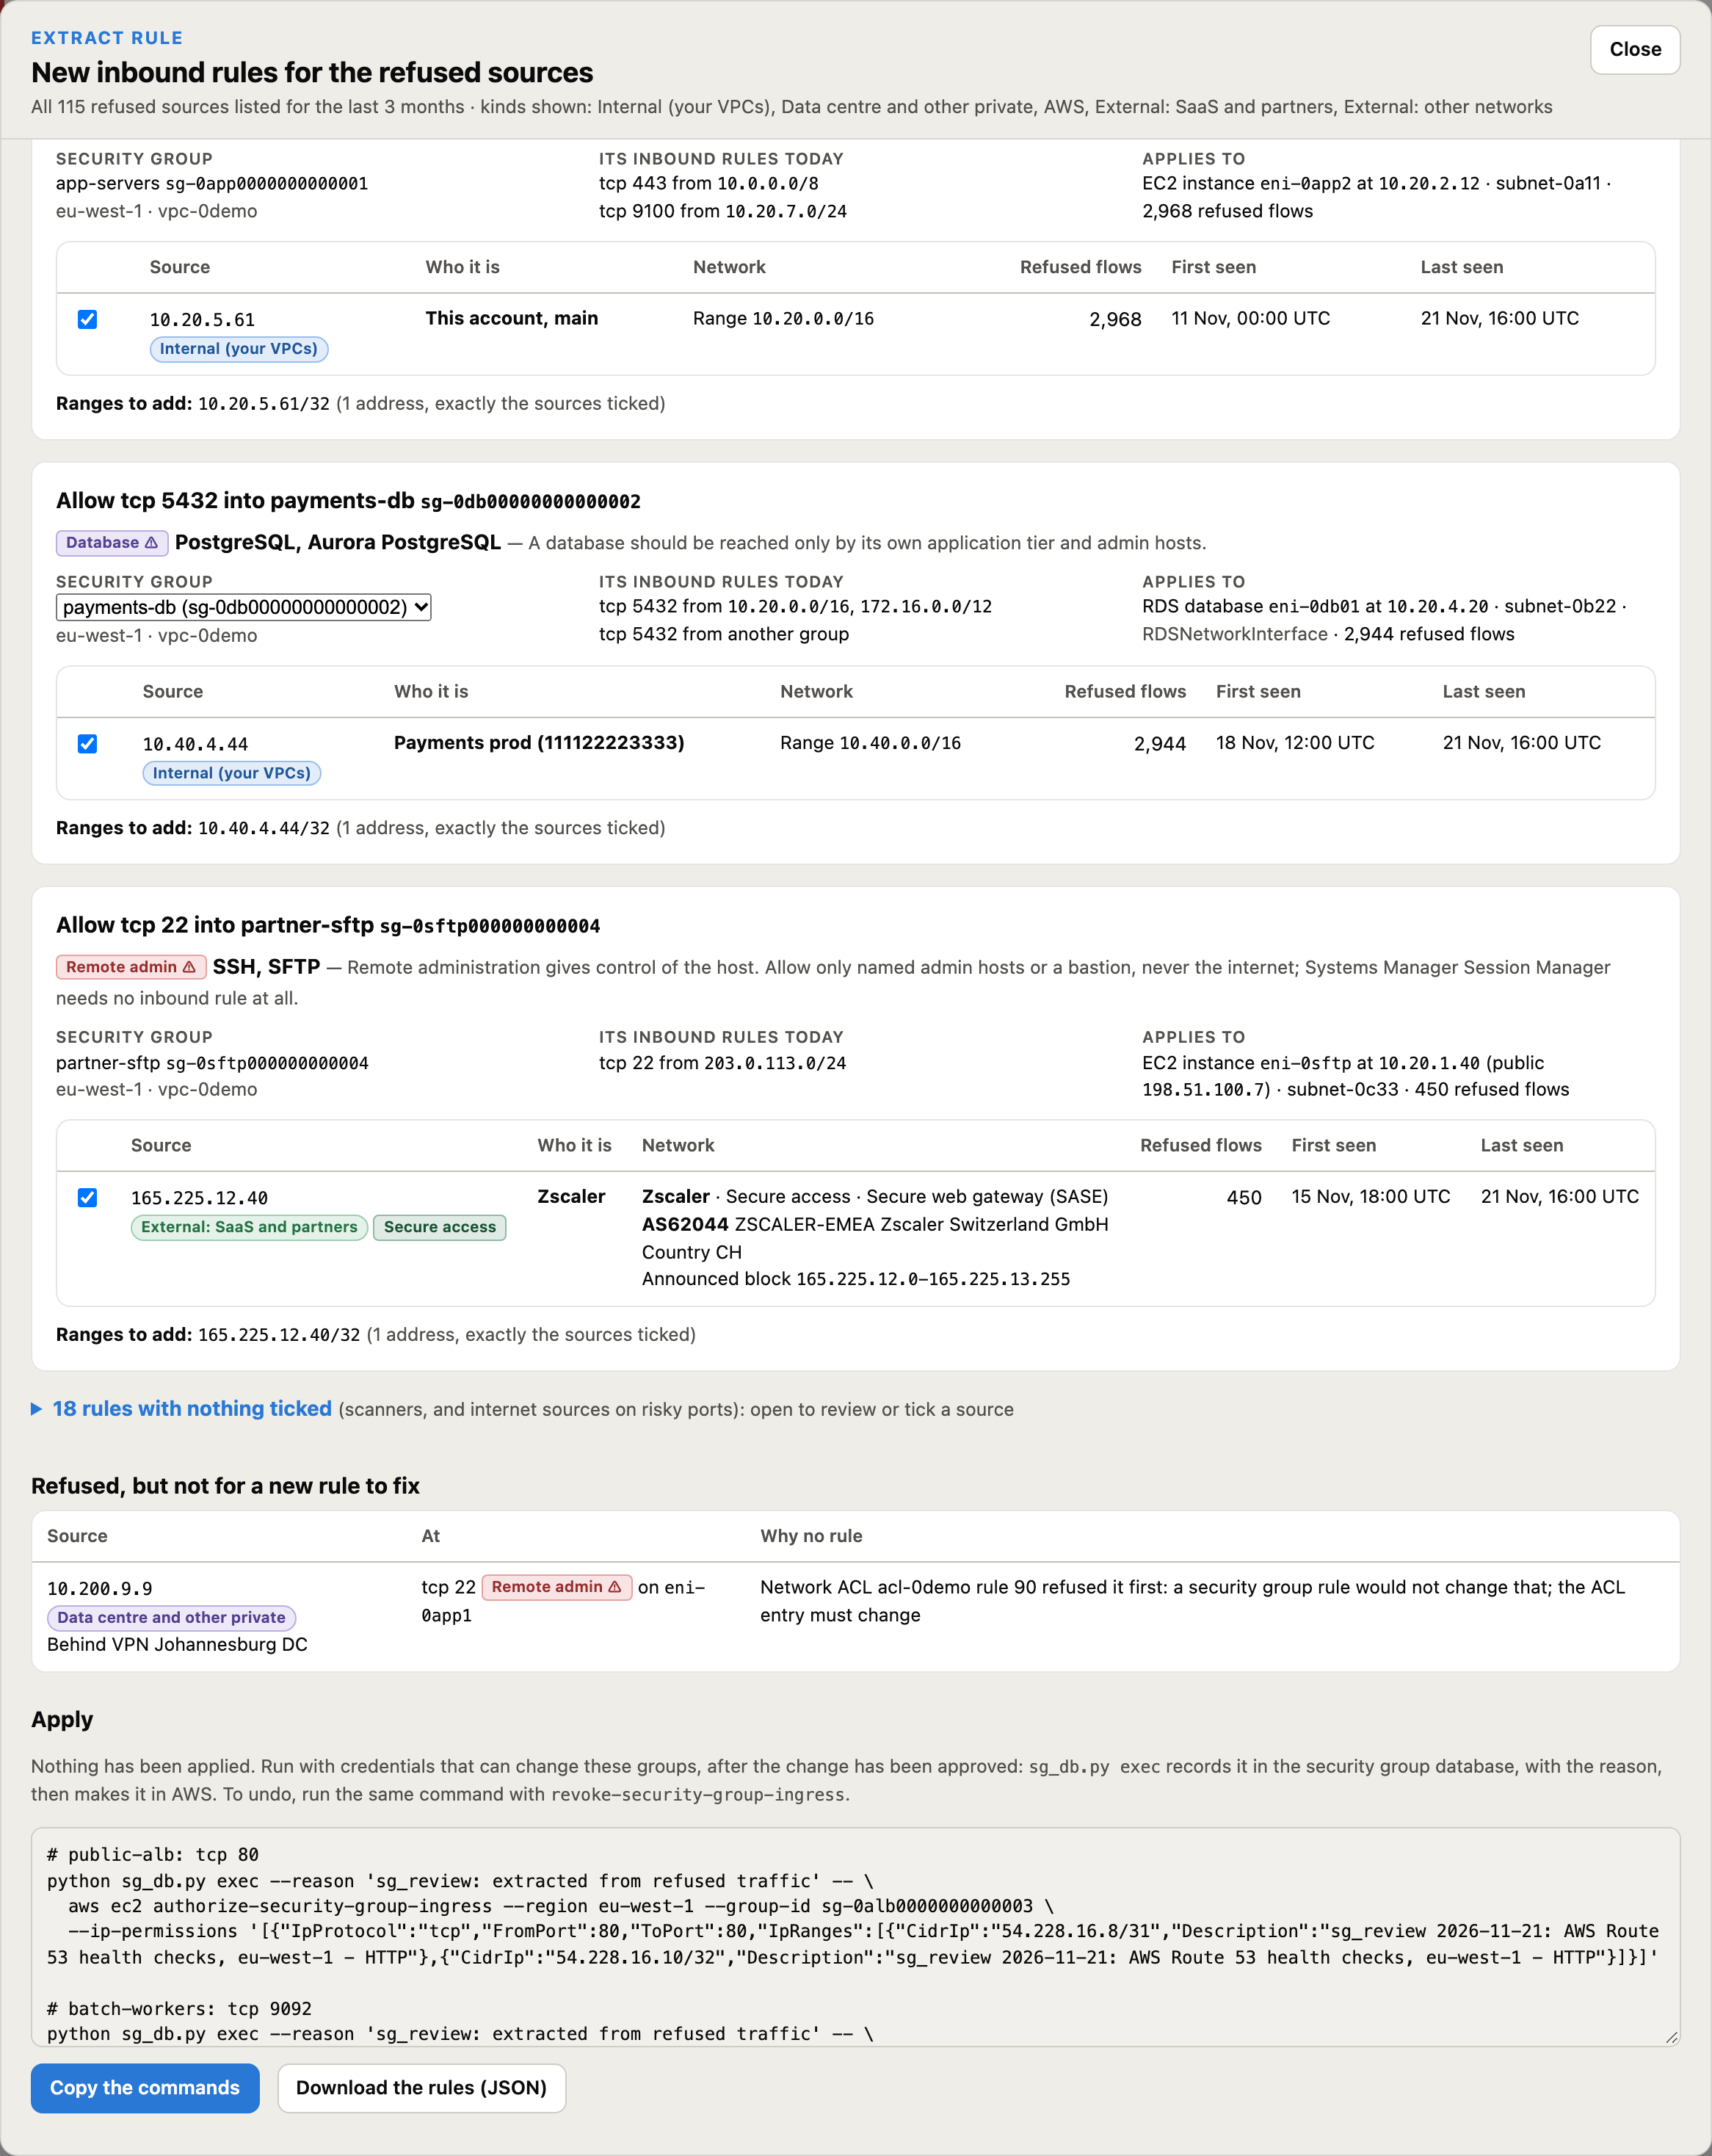 EXTRACT RULE
New inbound rules for the refused sources
All 115 refused sources listed for the last 3 months · kinds shown: Internal (your VPCs), Data centre and other private, AWS, External: SaaS and partners, External: other networks
Close
SECURITY GROUP
app-servers sg-0app0000000000001
eu-west-1 · vpc-0demo
ITS INBOUND RULES TODAY
tcp 443 from 10.0.0.0/8
tcp 9100 from 10.20.7.0/24
APPLIES TO
EC2 instance eni-0app2 at 10.20.2.12 · subnet-0a11 ·
2,968 refused flows
Source Who it is Network Refused flows First seen Last seen
10.20.5.61 This account, main Range 10.20.0.0/16 2,968 11 Nov, 00:00 UTC 21 Nov, 16:00 UTC
Internal (your VPCs)
Ranges to add: 10.20.5.61/32 (1 address, exactly the sources ticked)
Allow tcp 5432 into payments-db sg-0db00000000000002
Database ⚠ PostgreSQL, Aurora PostgreSQL — A database should be reached only by its own application tier and admin hosts.
SECURITY GROUP
payments-db (sg-0db00000000000002)
eu-west-1 · vpc-0demo
ITS INBOUND RULES TODAY
tcp 5432 from 10.20.0.0/16, 172.16.0.0/12
tcp 5432 from another group
APPLIES TO
RDS database eni-0db01 at 10.20.4.20 · subnet-0b22 ·
RDSNetworkInterface · 2,944 refused flows
Source Who it is Network Refused flows First seen Last seen
10.40.4.44 Payments prod (111122223333) Range 10.40.0.0/16 2,944 18 Nov, 12:00 UTC 21 Nov, 16:00 UTC
Internal (your VPCs)
Ranges to add: 10.40.4.44/32 (1 address, exactly the sources ticked)
Allow tcp 22 into partner-sftp sg-0sftp000000000004
Remote admin ⚠ SSH, SFTP — Remote administration gives control of the host. Allow only named admin hosts or a bastion, never the internet; Systems Manager Session Manager
needs no inbound rule at all.
SECURITY GROUP
partner-sftp sg-0sftp000000000004
eu-west-1 · vpc-0demo
ITS INBOUND RULES TODAY
tcp 22 from 203.0.113.0/24
APPLIES TO
EC2 instance eni-0sftp at 10.20.1.40 (public
198.51.100.7) · subnet-0c33 · 450 refused flows
Source Who it is Network Refused flows First seen Last seen
165.225.12.40 Zscaler Zscaler · Secure access · Secure web gateway (SASE) 450 15 Nov, 18:00 UTC 21 Nov, 16:00 UTC
External: SaaS and partners Secure access AS62044 ZSCALER-EMEA Zscaler Switzerland GmbH
Country CH
Announced block 165.225.12.0–165.225.13.255
Ranges to add: 165.225.12.40/32 (1 address, exactly the sources ticked)
▶ 18 rules with nothing ticked (scanners, and internet sources on risky ports): open to review or tick a source
Refused, but not for a new rule to fix
Source At Why no rule
10.200.9.9 tcp 22 Remote admin ⚠ on eni- Network ACL acl-0demo rule 90 refused it first: a security group rule would not change that; the ACL
Data centre and other private 0app1 entry must change
Behind VPN Johannesburg DC
Apply
Nothing has been applied. Run with credentials that can change these groups, after the change has been approved: sg_db.py exec records it in the security group database, with the reason,
then makes it in AWS. To undo, run the same command with revoke-security-group-ingress.
# public-alb: tcp 80
python sg_db.py exec --reason 'sg_review: extracted from refused traffic' -- \
aws ec2 authorize-security-group-ingress --region eu-west-1 --group-id sg-0alb0000000000003 \
--ip-permissions '[{"IpProtocol":"tcp","FromPort":80,"ToPort":80,"IpRanges":[{"CidrIp":"54.228.16.8/31","Description":"sg_review 2026-11-21: AWS Route
53 health checks, eu-west-1 - HTTP"},{"CidrIp":"54.228.16.10/32","Description":"sg_review 2026-11-21: AWS Route 53 health checks, eu-west-1 - HTTP"}]}]'
# batch-workers: tcp 9092
python sg_db.py exec --reason 'sg_review: extracted from refused traffic' -- \
Copy the commands
Download the rules (JSON)